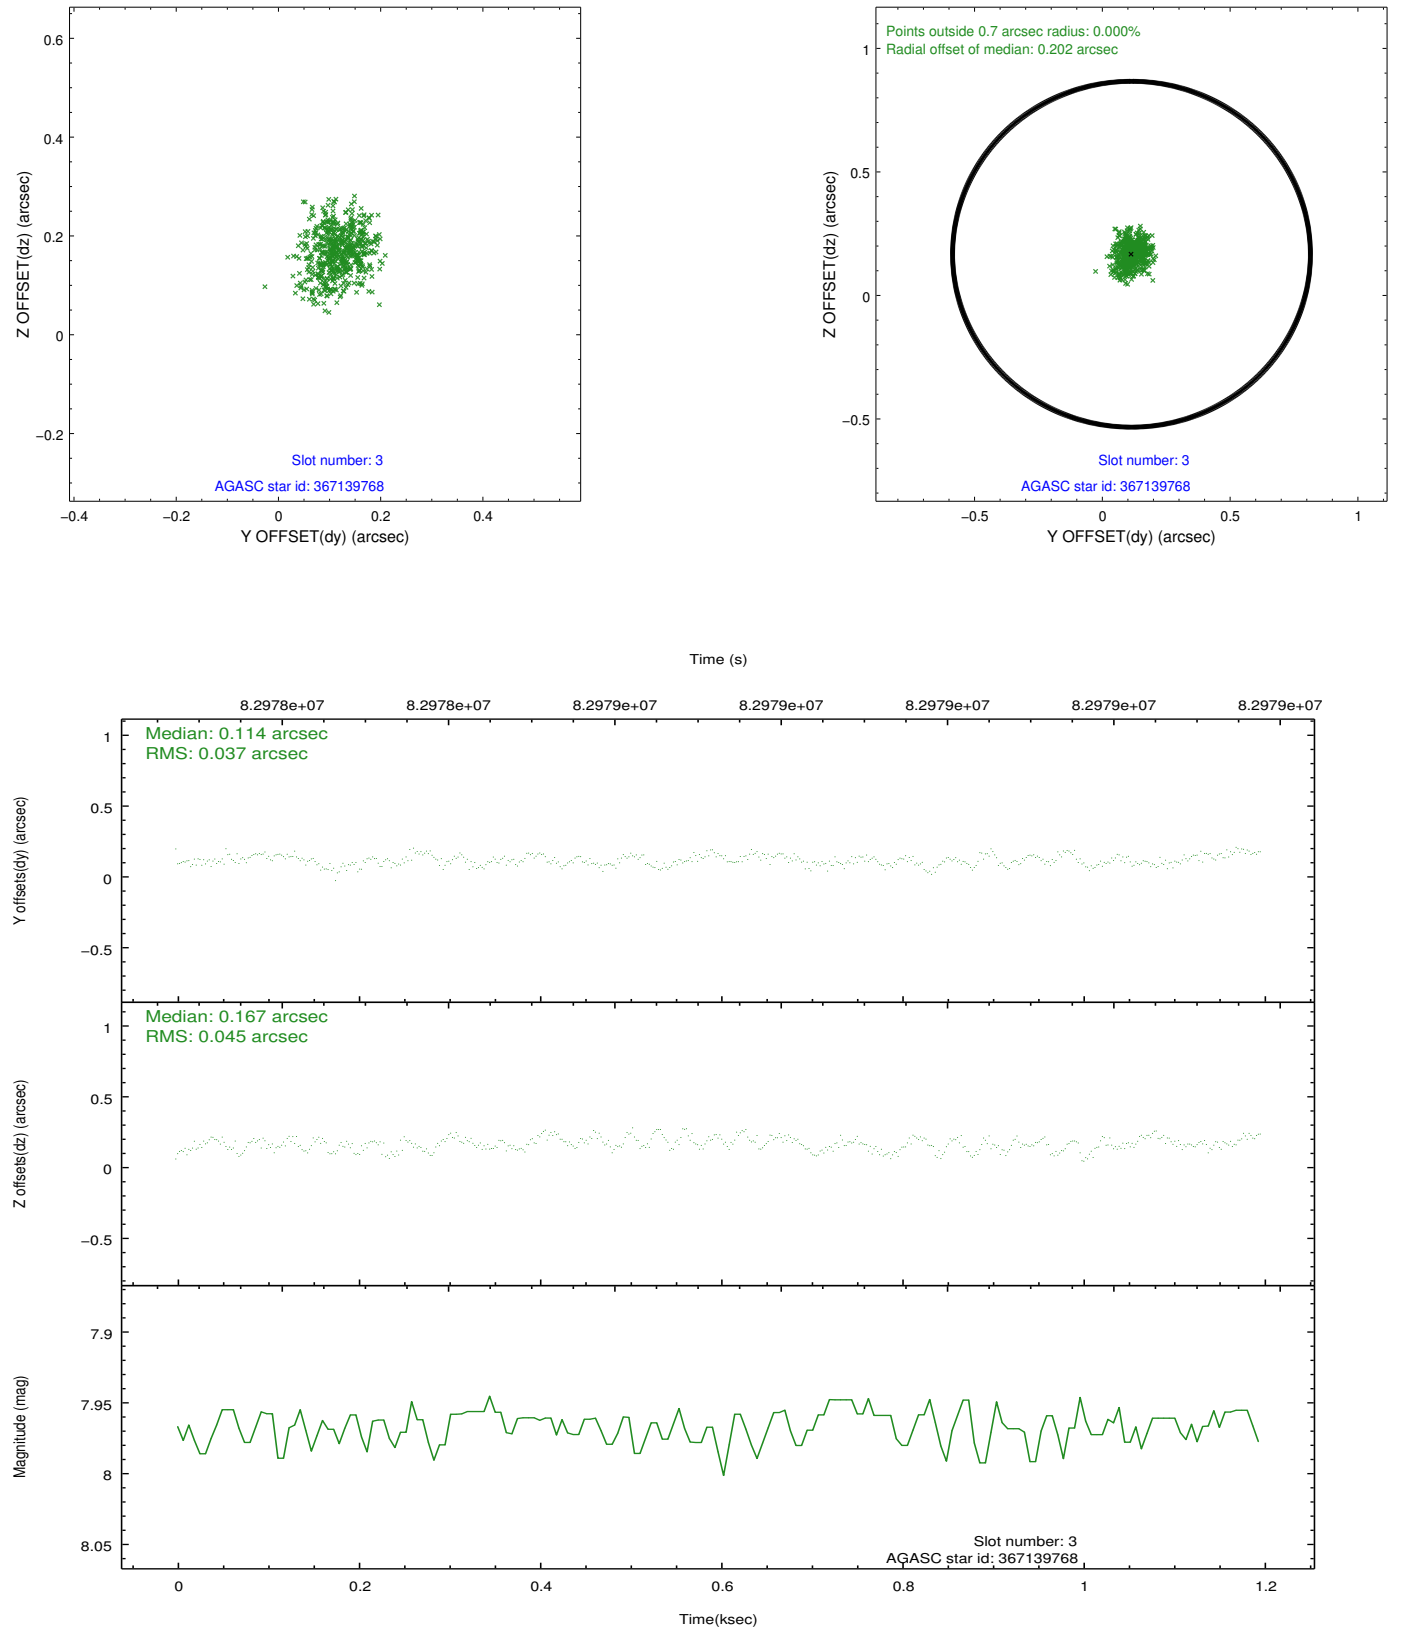 0.6
0.4
0.2
0
−0.2
Z OFFSET(dz) (arcsec)
Slot number: 3
AGASC star id: 367139768
−0.4 −0.2 0 0.2 0.4
Y OFFSET(dy) (arcsec)
Points outside 0.7 arcsec radius: 0.000%
Radial offset of median: 0.202 arcsec
1
0.5
0
−0.5
Z OFFSET(dz) (arcsec)
Slot number: 3
AGASC star id: 367139768
−0.5 0 0.5 1
Y OFFSET(dy) (arcsec)
Time (s)
8.2978e+07 8.2978e+07 8.2979e+07 8.2979e+07 8.2979e+07 8.2979e+07 8.2979e+07
Median: 0.114 arcsec
RMS: 0.037 arcsec
1
0.5
0
−0.5
Y offsets(dy) (arcsec)
Median: 0.167 arcsec
RMS: 0.045 arcsec
1
0.5
0
−0.5
Z offsets(dz) (arcsec)
7.9
7.95
8
8.05
Magnitude (mag)
Slot number: 3
AGASC star id: 367139768
0 0.2 0.4 0.6 0.8 1 1.2
Time(ksec)